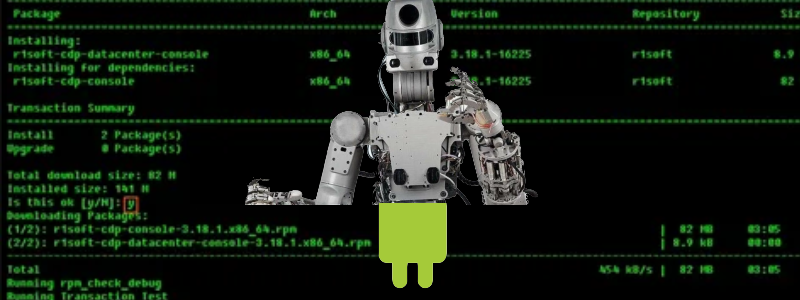 Package Arch Version Repository Siz
Installing:
r1soft-cdp-datacenter-console x86_64 3.18.1-16225 r1soft 8.9
Installing for dependencies:
r1soft-cdp-console x86_64 .18.1-16225 r1soft 82
Transaction Summary
Install 2 Package(s)
Upgrade 0 Package(s)
Total download size: 82 M
Installed size: 141 M
Is this ok [y/N]: y
Downloading Packages:
(1/2): r1soft-cdp-console-3.18.1.x86_64.rpm | 82 MB 03:05
(2/2): r1soft-cdp-datacenter-console-3.18.1.x86_64.rpm | 8.9 kB 00:00
Total 454 kB/s | 82 MB 03:05
Running rpm_check_debug
Running Transaction Test